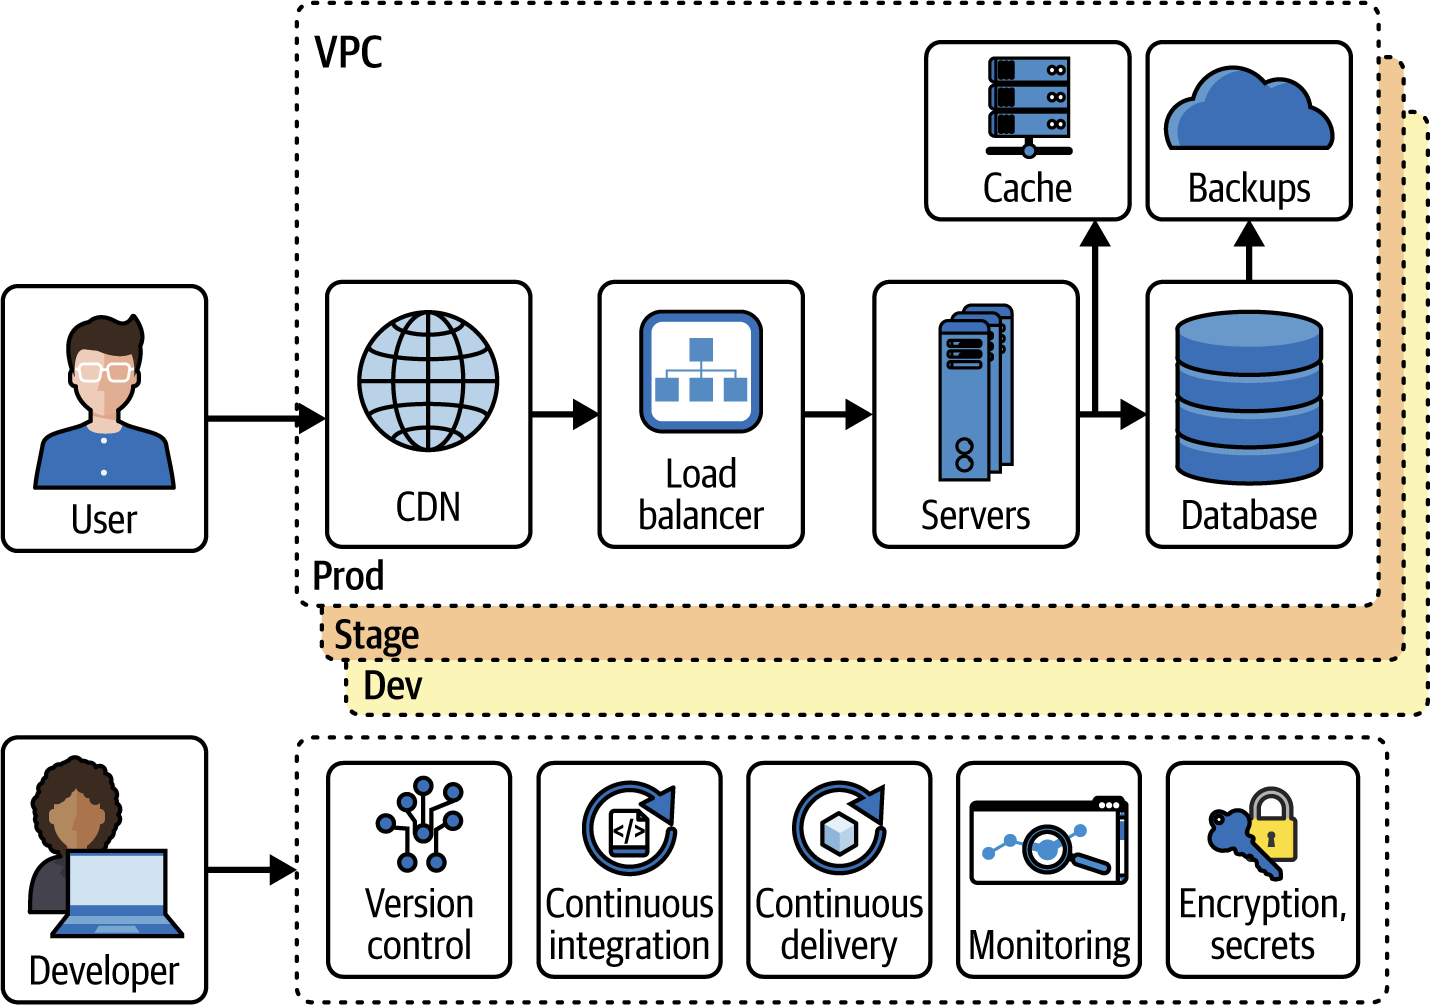 VPC
Cache
Backups
User
CDN
Load
balancer
Servers
Database
Prod
Stage
Dev
Developer
Version
control
Continuous
integration
</>
Continuous
delivery
Monitoring
Encryption,
secrets